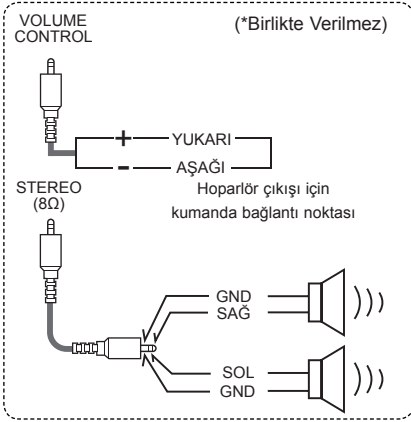 VOLUME
CONTROL
(*Birlikte Verilmez)
+ YUKARI
- AŞAĞI
STEREO
(8Ω)
Hoparlör çıkışı için
kumanda bağlantı noktası
GND
SAĞ
SOL
GND